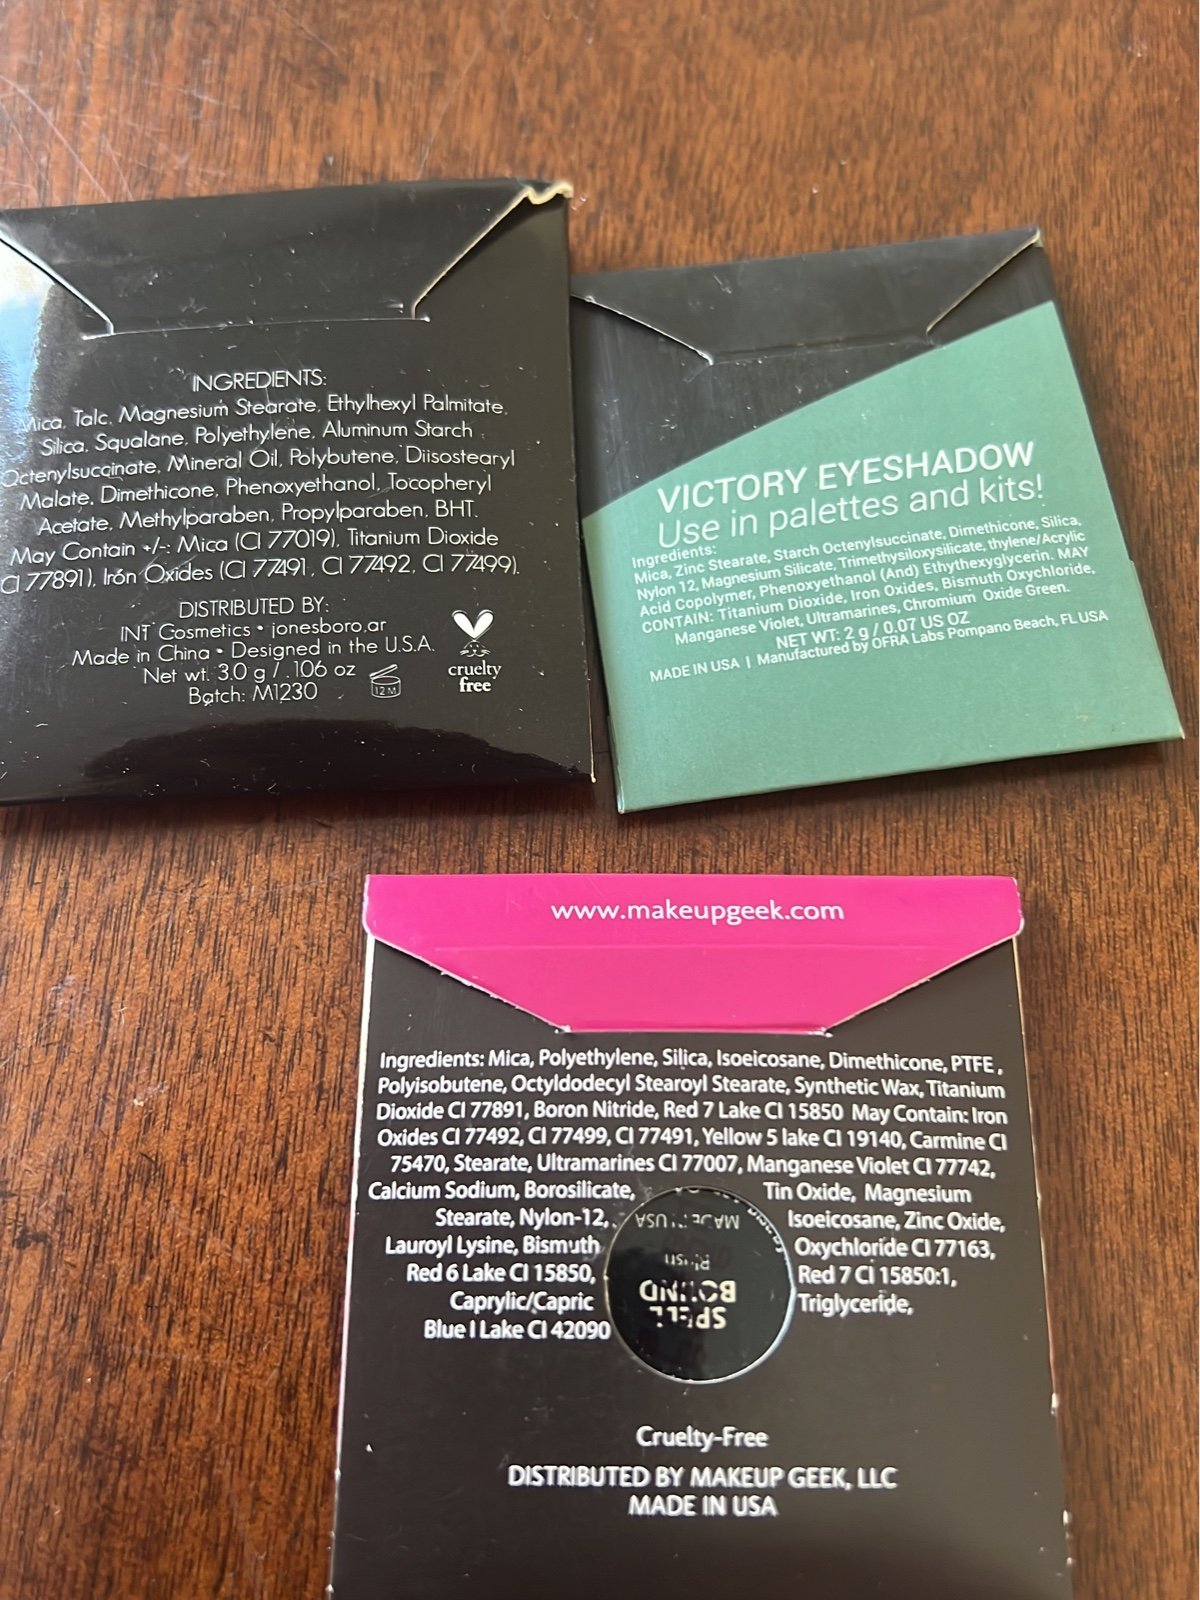 INGREDIENTS:
Mica, Talc, Magnesium Stearate, Ethylhexyl Palmitate,
Silica, Squalane, Polyethylene, Aluminum Starch
Octenylsuccinate, Mineral Oil, Polybutene, Diisostearyl
Malate, Dimethicone, Phenoxyethanol, Tocopheryl
Acetate, Methylparaben, Propylparaben, BHT.
May Contain +/-: Mica (CI 77019), Titanium Dioxide
CI 77891), Irón Oxides (CI 77491, CI 77492, CI 77499).
DISTRIBUTED BY:
INT Cosmetics • jonesboro,ar
Made in China • Designed in the U.S.A.
Net wt. 3.0 g / .106 oz
Batch: M1230
12M
cruelty
free
VICTORY EYESHADOW
Use in palettes and kits!
Ingredients:
Mica, Zinc Stearate, Starch Octenylsuccinate, Dimethicone, Silica,
Nylon 12, Magnesium Silicate, Trimethysiloxysilicate, thylene/Acrylic
Acid Copolymer, Phenoxyethanol (And) Ethythexyglycerin. MAY
CONTAIN: Titanium Dioxide, Iron Oxides, Bismuth Oxychloride,
Manganese Violet, Ultramarines, Chromium Oxide Green.
NET WT: 2 g / 0.07 US OZ
MADE IN USA | Manufactured by OFRA Labs Pompano Beach, FL USA
www.makeupgeek.com
Ingredients: Mica, Polyethylene, Silica, Isoeicosane, Dimethicone, PTFE ,
Polyisobutene, Octyldodecyl Stearoyl Stearate, Synthetic Wax, Titanium
Dioxide CI 77891, Boron Nitride, Red 7 Lake CI 15850 May Contain: Iron
Oxides CI 77492, CI 77499, CI 77491, Yellow 5 lake CI 19140, Carmine CI
75470, Stearate, Ultramarines CI 77007, Manganese Violet CI 77742,
Calcium Sodium, Borosilicate, Tin Oxide, Magnesium
Stearate, Nylon-12, Isoeicosane, Zinc Oxide,
Lauroyl Lysine, Bismuth Oxychloride CI 77163,
Red 6 Lake CI 15850, Red 7 CI 15850:1,
Caprylic/Capric Triglyceride,
Blue I Lake CI 42090
SPELL
BOUND
Blush
MADE IN USA
Cruelty-Free
DISTRIBUTED BY MAKEUP GEEK, LLC
MADE IN USA